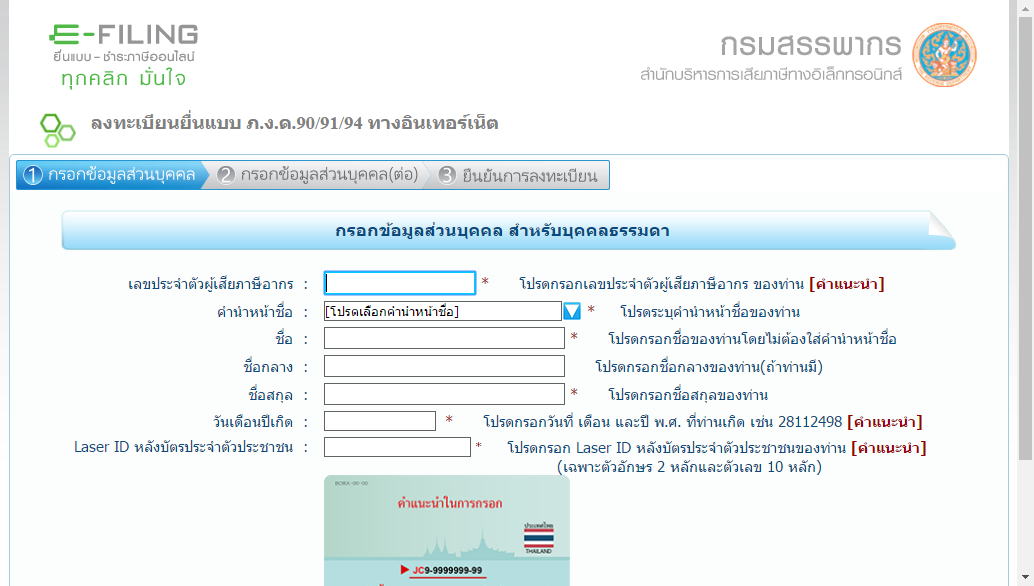 E-FILING
ยื่นแบบ - ชำระภาษีออนไลน์
ทุกคลิก มั่นใจ
กรมสรรพากร
สำนักบริหารการเสียภาษีทางอิเล็กทรอนิกส์
ลงทะเบียนยื่นแบบ ภ.ง.ด.90/91/94 ทางอินเทอร์เน็ต
1 กรอกข้อมูลส่วนบุคคล 2 กรอกข้อมูลส่วนบุคคล(ต่อ) 3 ยืนยันการลงทะเบียน
กรอกข้อมูลส่วนบุคคล สำหรับบุคคลธรรมดา
เลขประจำตัวผู้เสียภาษีอากร : * โปรดกรอกเลขประจำตัวผู้เสียภาษีอากร ของท่าน [คำแนะนำ]
คำนำหน้าชื่อ : [โปรดเลือกคำนำหน้าชื่อ] * โปรดระบุคำนำหน้าชื่อของท่าน
ชื่อ : * โปรดกรอกชื่อของท่านโดยไม่ต้องใส่คำนำหน้าชื่อ
ชื่อกลาง : โปรดกรอกชื่อกลางของท่าน(ถ้าท่านมี)
ชื่อสกุล : * โปรดกรอกชื่อสกุลของท่าน
วันเดือนปีเกิด : * โปรดกรอกวันที่ เดือน และปี พ.ศ. ที่ท่านเกิด เช่น 28112498 [คำแนะนำ]
Laser ID หลังบัตรประจำตัวประชาชน : * โปรดกรอก Laser ID หลังบัตรประจำตัวประชาชนของท่าน [คำแนะนำ]
(เฉพาะตัวอักษร 2 หลักและตัวเลข 10 หลัก)
BORA-00-00
คำแนะนำในการกรอก
ประเทศไทย
THAILAND
JC9-9999999-99